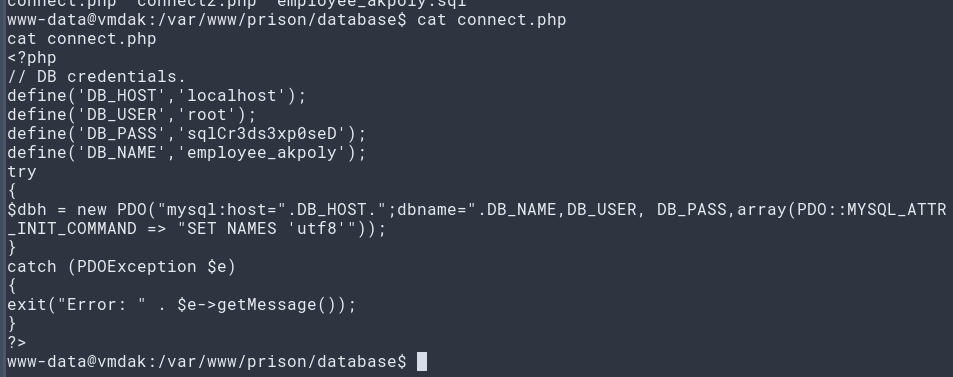 connect.php  connect2.php  employee_akpoly.sql
www-data@vmdak:/var/www/prison/database$ cat connect.php
cat connect.php
<?php
// DB credentials.
define('DB_HOST','localhost');
define('DB_USER','root');
define('DB_PASS','sqlCr3ds3xp0seD');
define('DB_NAME','employee_akpoly');
try
{
$dbh = new PDO("mysql:host=".DB_HOST.";dbname=".DB_NAME,DB_USER, DB_PASS,array(PDO::MYSQL_ATTR
_INIT_COMMAND => "SET NAMES 'utf8'"));
}
catch (PDOException $e)
{
exit("Error: " . $e->getMessage());
}
?>
www-data@vmdak:/var/www/prison/database$